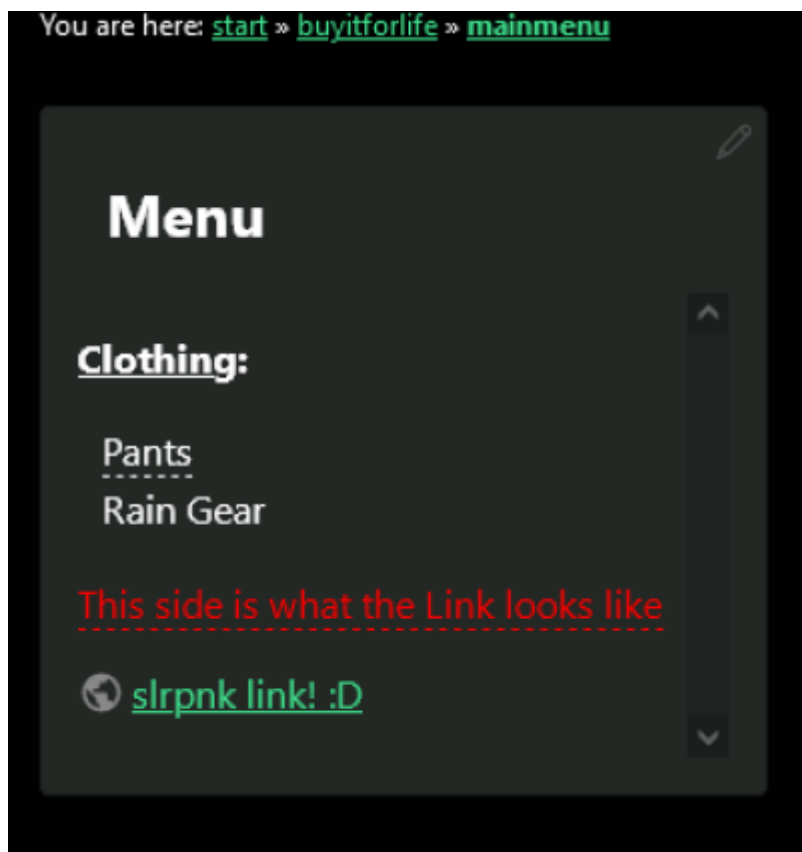 You are here: start » buyitforlife » mainmenu
Menu
Clothing:
Pants
Rain Gear
This side is what the Link looks like
slrpnk link! :D